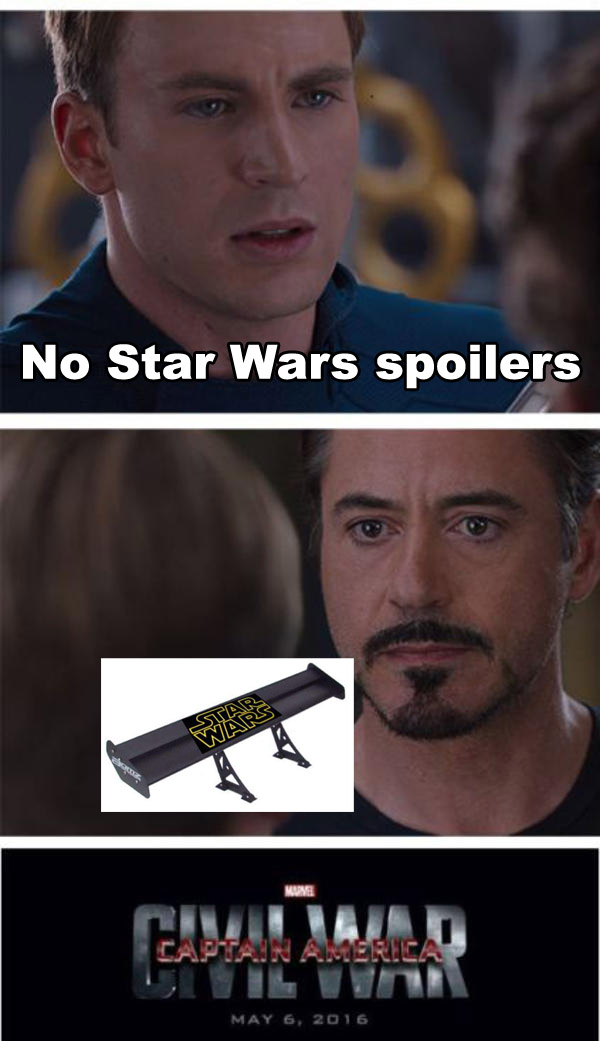 No Star Wars spoilers
STAR
WARS
MARVEL
CIVIL WAR
CAPTAIN AMERICA
MAY 6, 2016